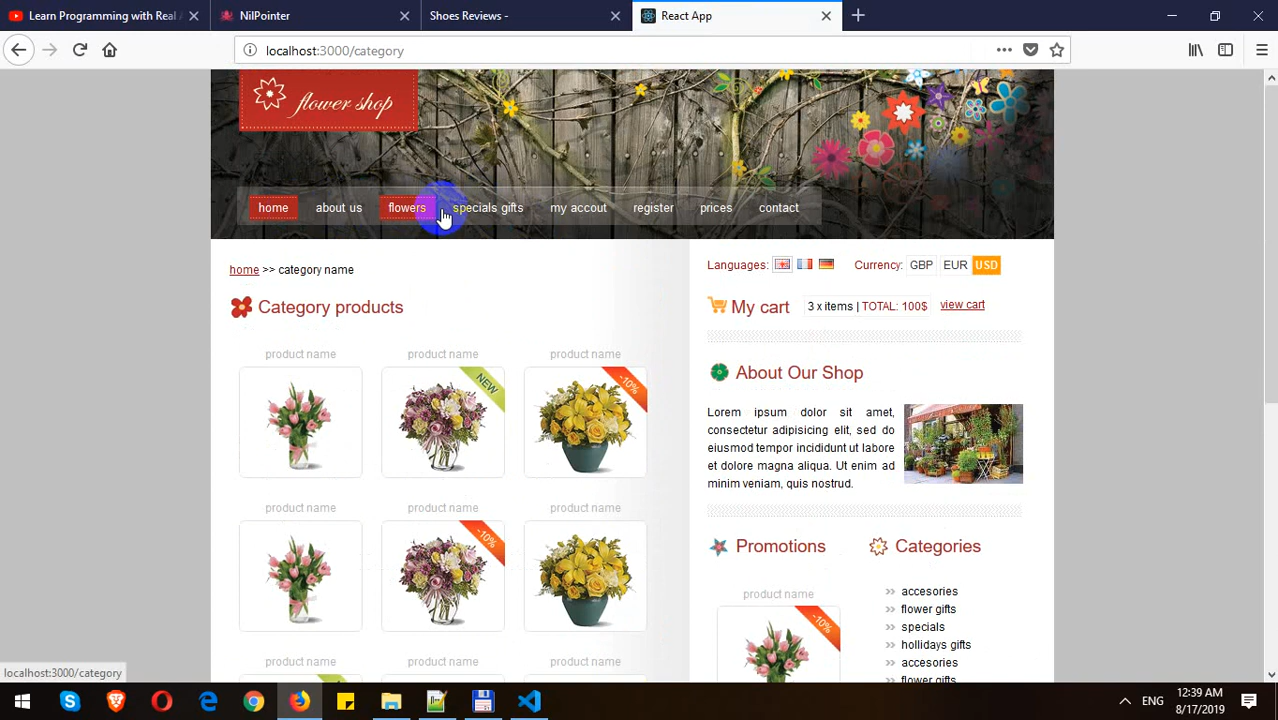 Learn Programming with Real A
NilPointer
Shoes Reviews -
React App
localhost:3000/category
flower shop
home
about us
flowers
specials gifts
my accout
register
prices
contact
home >> category name
Languages:
Currency: GBP EUR USD
Category products
My cart
3 x items | TOTAL: 100$
view cart
product name
product name
product name
NEW
-10%
About Our Shop
Lorem ipsum dolor sit amet,
consectetur adipisicing elit, sed do
eiusmod tempor incididunt ut labore
et dolore magna aliqua. Ut enim ad
minim veniam, quis nostrud.
product name
product name
product name
-10%
Promotions
Categories
product name
-10%
accesories
flower gifts
specials
hollidays gifts
accesories
flower gifts
product name
product name
product name
localhost:3000/category
ENG
12:39 AM
8/17/2019